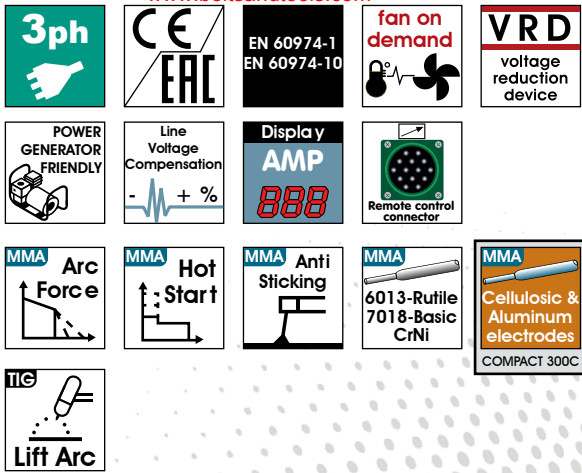 3ph
CE
EAC
EN 60974-1
EN 60974-10
fan on
demand
VRD
voltage
reduction
device
POWER
GENERATOR
FRIENDLY
Line
Voltage
Compensation
- + %
Display
AMP
888
Remote control
connector
MMA
Arc
Force
MMA
Hot
Start
MMA
Anti
Sticking
MMA
6013-Rutile
7018-Basic
CrNi
MMA
Cellulosic &
Aluminum
electrodes
COMPACT 300C
TIG
Lift Arc